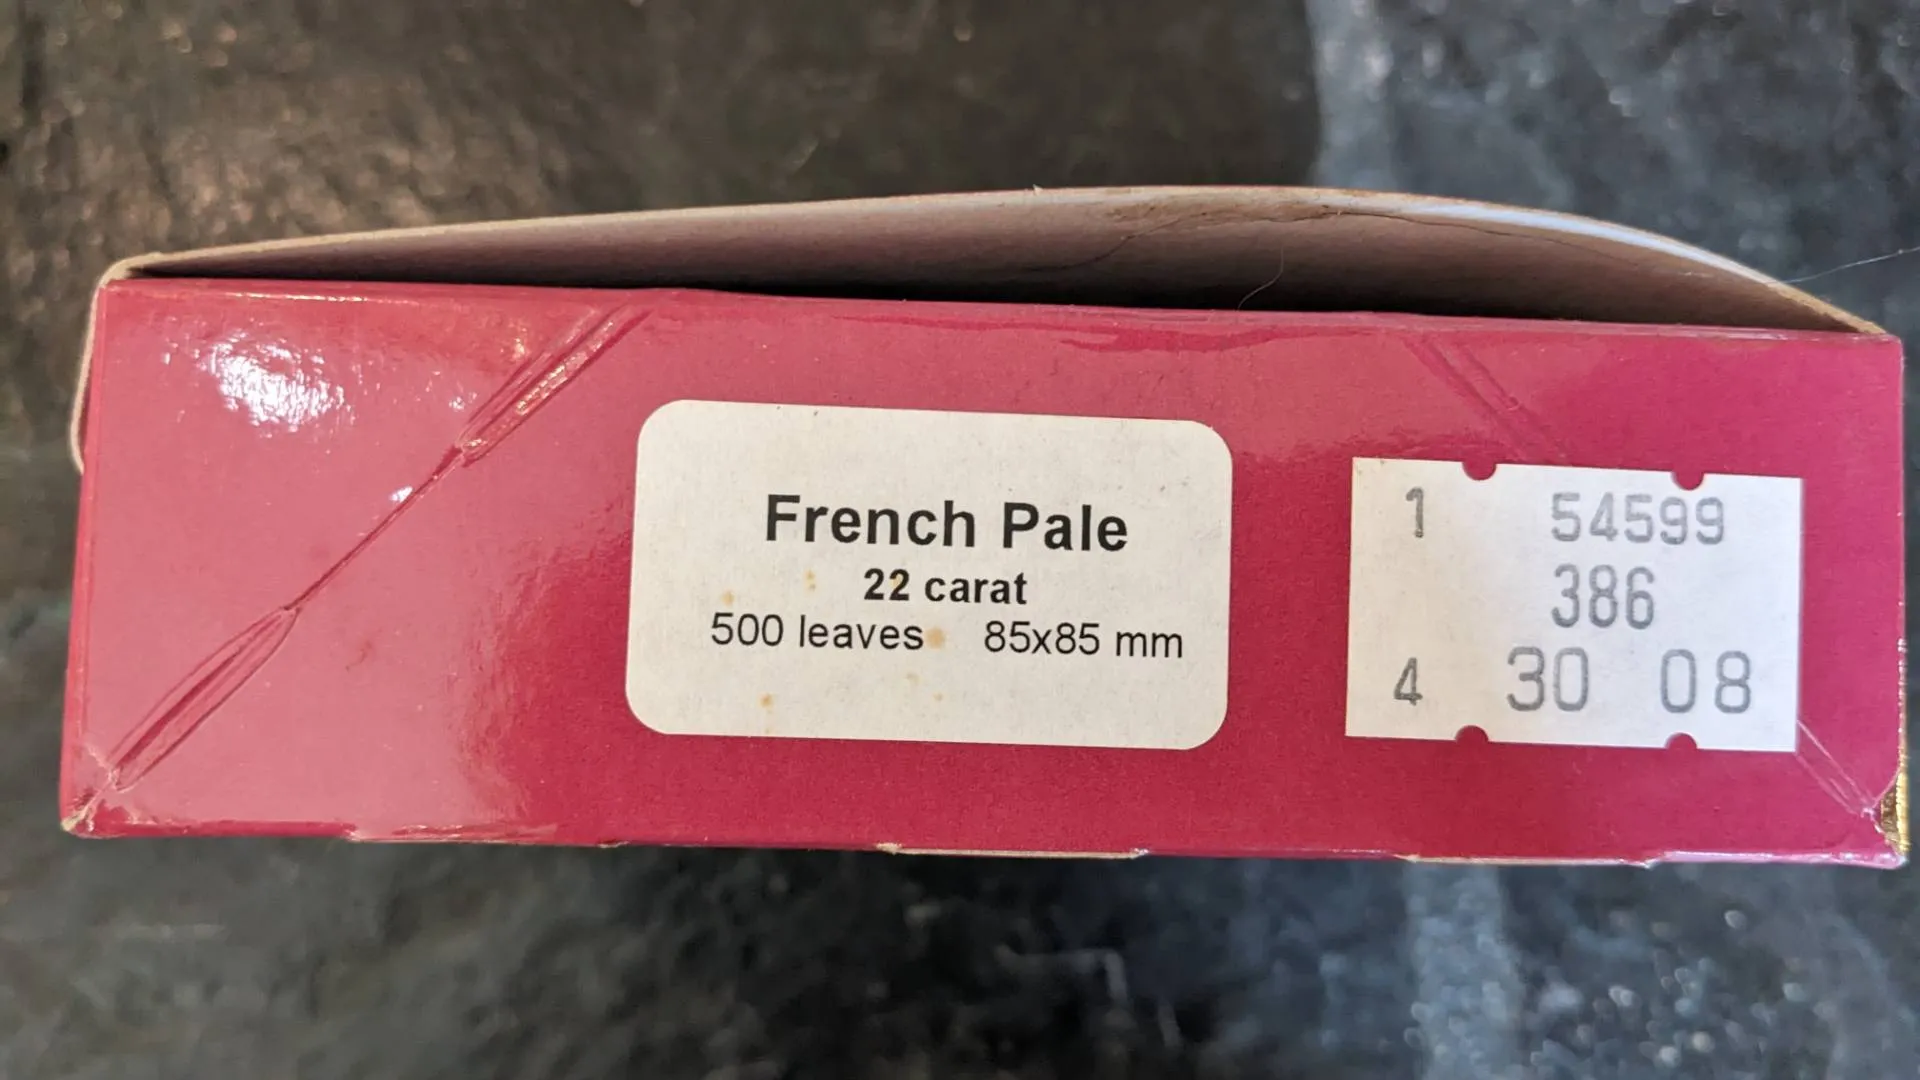 French Pale
22 carat
500 leaves 85x85 mm
1 54599
386
4 30 08